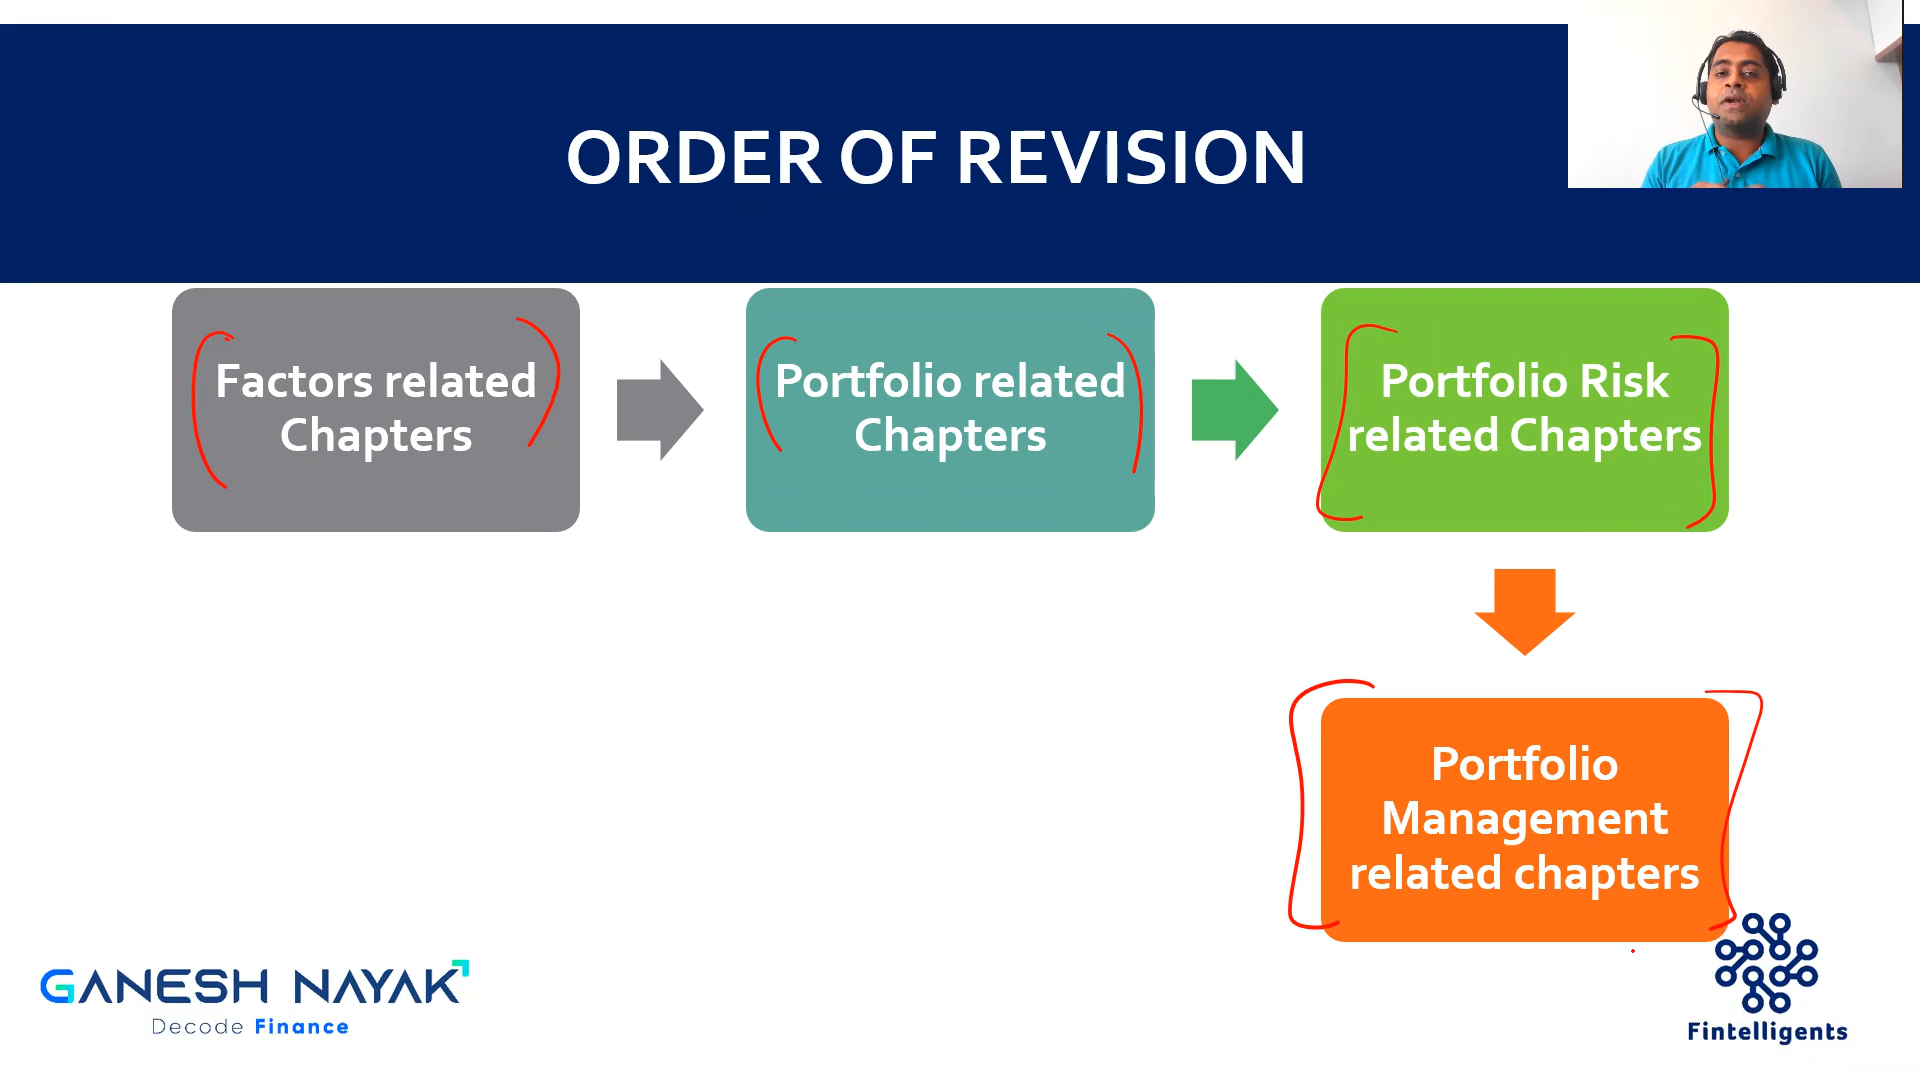 ORDER OF REVISION
Factors related
Chapters
Portfolio related
Chapters
Portfolio Risk
related Chapters
Portfolio
Management
related chapters
GANESH NAYAK
Decode Finance
Fintelligents